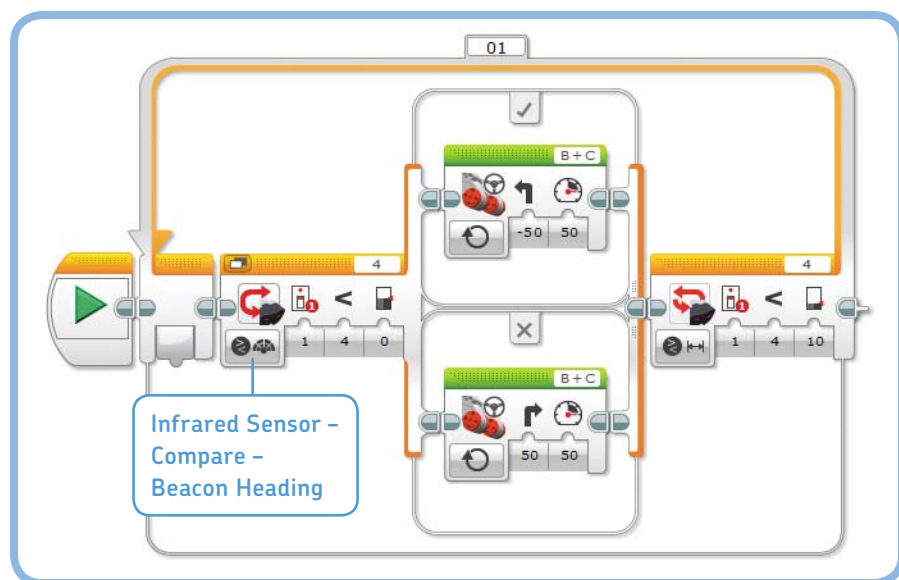 01
B+C
-50 50
4
4
< <
1 4 0
1 4 10
B+C
50 50
Infrared Sensor –
Compare –
Beacon Heading